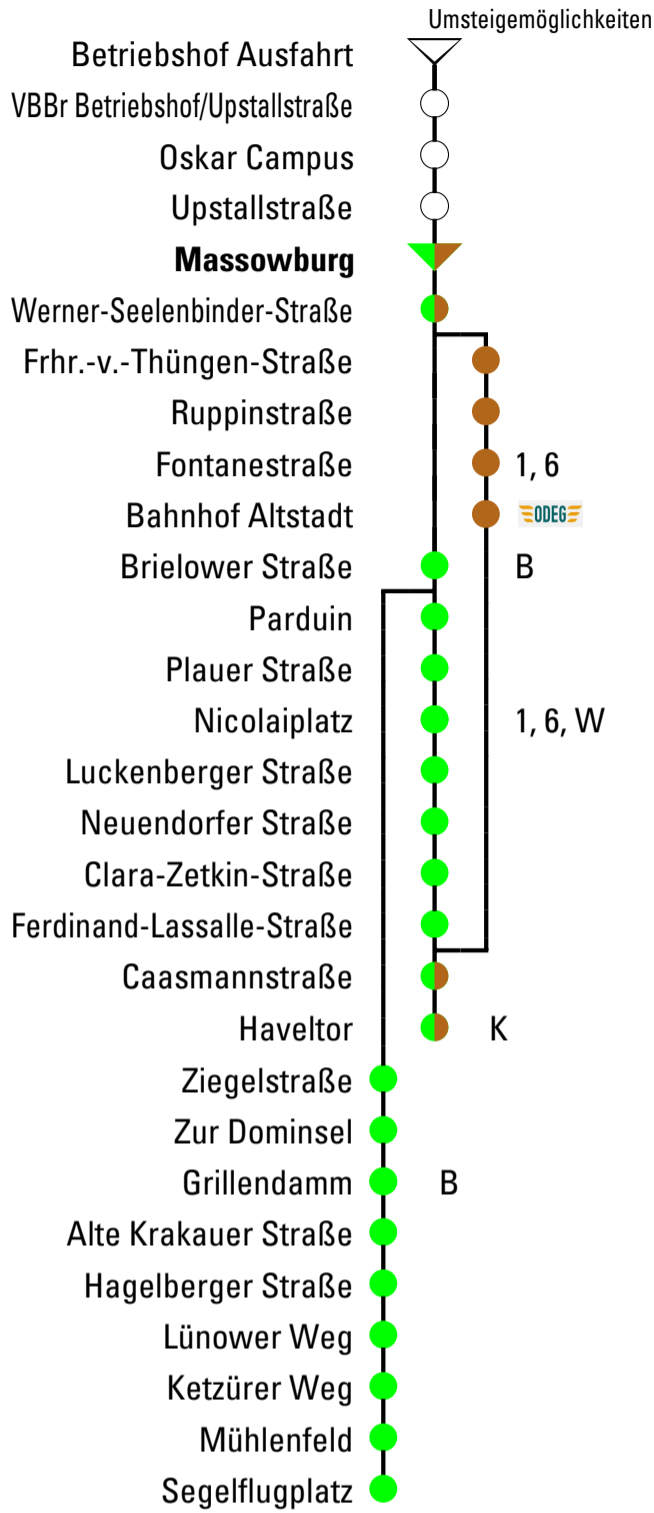 Umsteigemöglichkeiten
Betriebshof Ausfahrt
VBBr Betriebshof/Upstallstraße
Oskar Campus
Upstallstraße
Massowburg
Werner-Seelenbinder-Straße
Frhr.-v.-Thüngen-Straße
Ruppinstraße
Fontanestraße 1, 6
Bahnhof Altstadt ODEG
Brielower Straße B
Parduin
Plauer Straße
Nicolaiplatz 1, 6, W
Luckenberger Straße
Neuendorfer Straße
Clara-Zetkin-Straße
Ferdinand-Lassalle-Straße
Caasmannstraße
Haveltor K
Ziegelstraße
Zur Dominsel
Grillendamm B
Alte Krakauer Straße
Hagelberger Straße
Lünower Weg
Ketzürer Weg
Mühlenfeld
Segelflugplatz